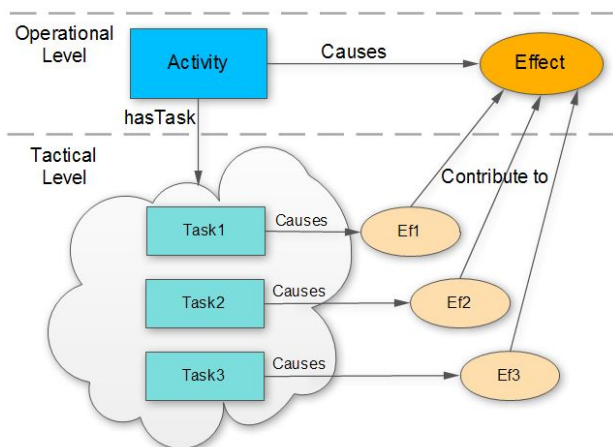 Operational
Level
Activity
Causes
Effect
hasTask
Tactical
Level
Contribute to
Task1
Causes
Ef1
Task2
Causes
Ef2
Task3
Causes
Ef3